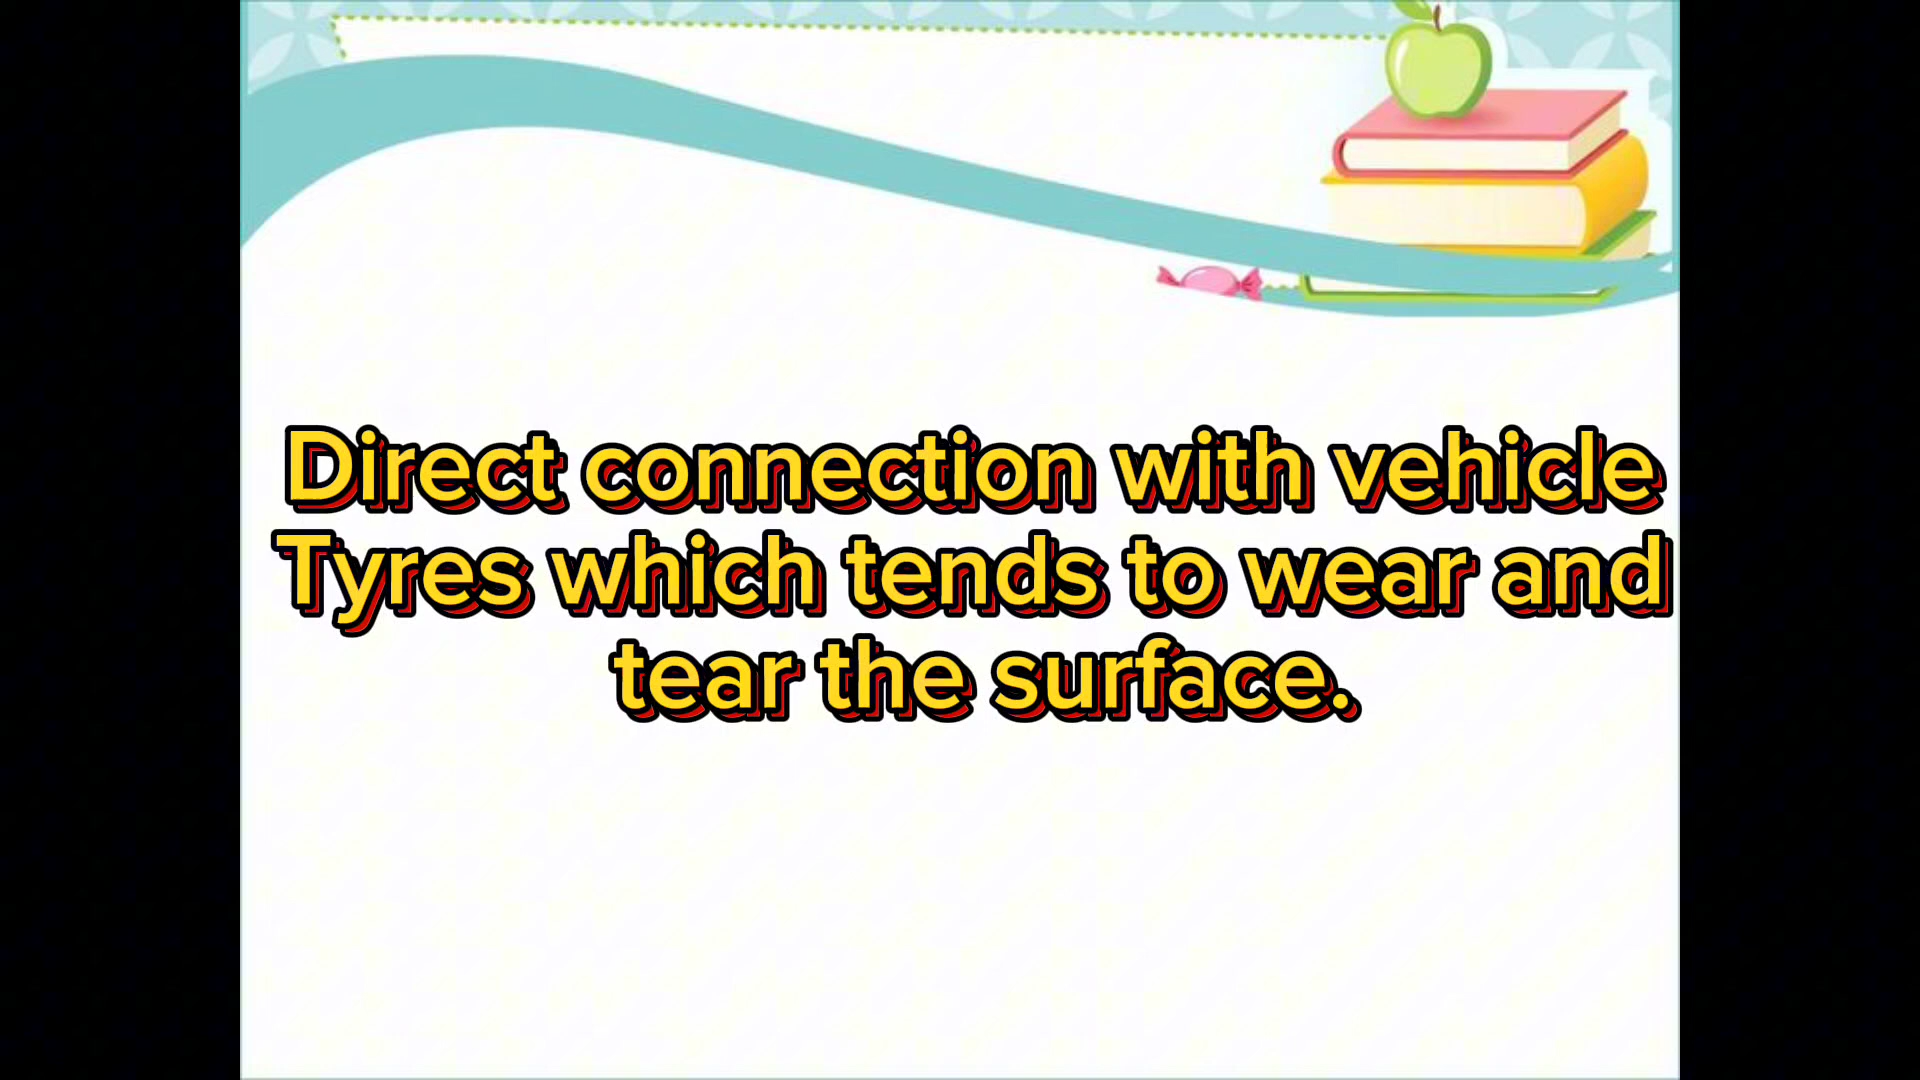 Direct connection with vehicle
Tyres which tends to wear and
tear the surface.